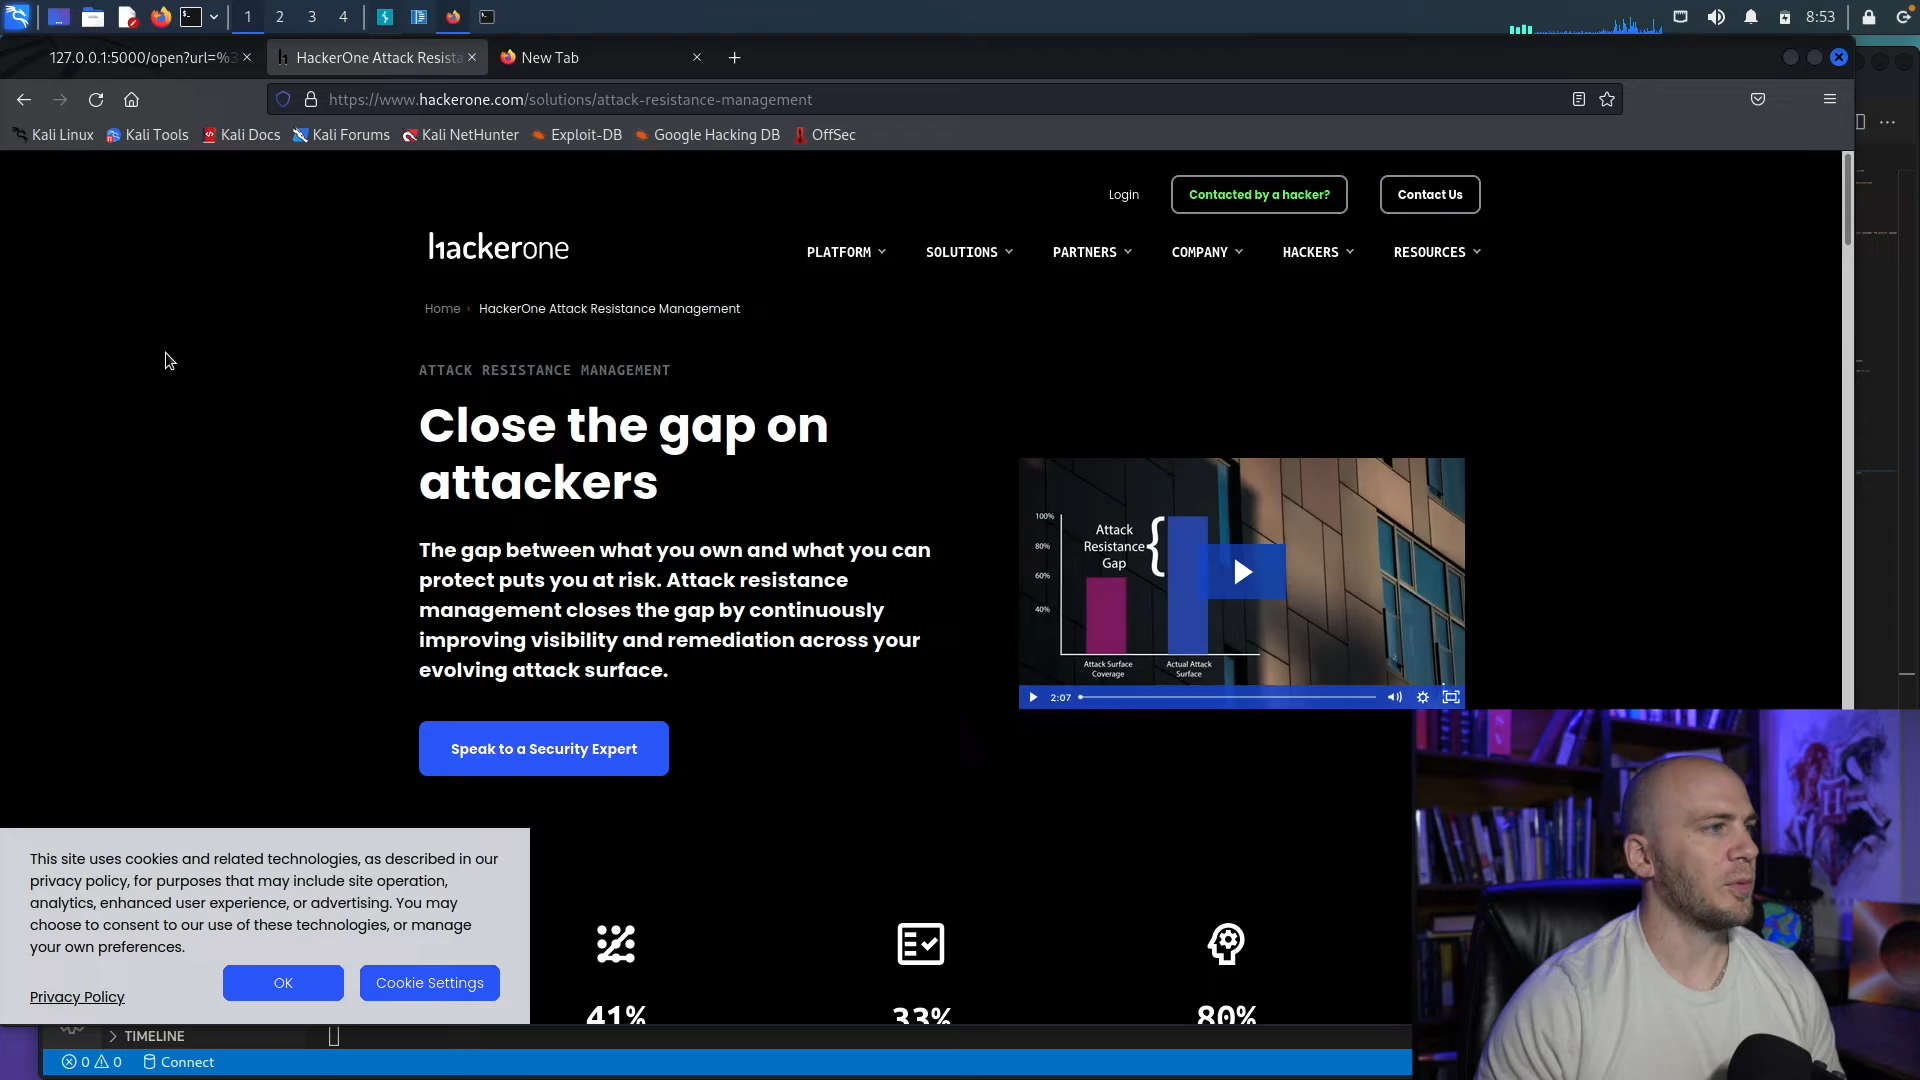 1 2 3 4 8:53
127.0.0.1:5000/open?url=%3
HackerOne Attack Resista
New Tab
https://www.hackerone.com/solutions/attack-resistance-management
Kali Linux Kali Tools Kali Docs Kali Forums Kali NetHunter Exploit-DB Google Hacking DB OffSec
Login Contacted by a hacker? Contact Us
hackerone PLATFORM SOLUTIONS PARTNERS COMPANY HACKERS RESOURCES
Home › HackerOne Attack Resistance Management
ATTACK RESISTANCE MANAGEMENT
Close the gap on
attackers
The gap between what you own and what you can
protect puts you at risk. Attack resistance
management closes the gap by continuously
improving visibility and remediation across your
evolving attack surface.
Speak to a Security Expert
100%
80%
60%
40%
Attack
Resistance
Gap
Attack Surface
Coverage
Actual Attack
Surface
2:07
This site uses cookies and related technologies, as described in our
privacy policy, for purposes that may include site operation,
analytics, enhanced user experience, or advertising. You may
choose to consent to our use of these technologies, or manage
your own preferences.
Privacy Policy OK Cookie Settings
41% 33% 80%
TIMELINE
0 0 Connect